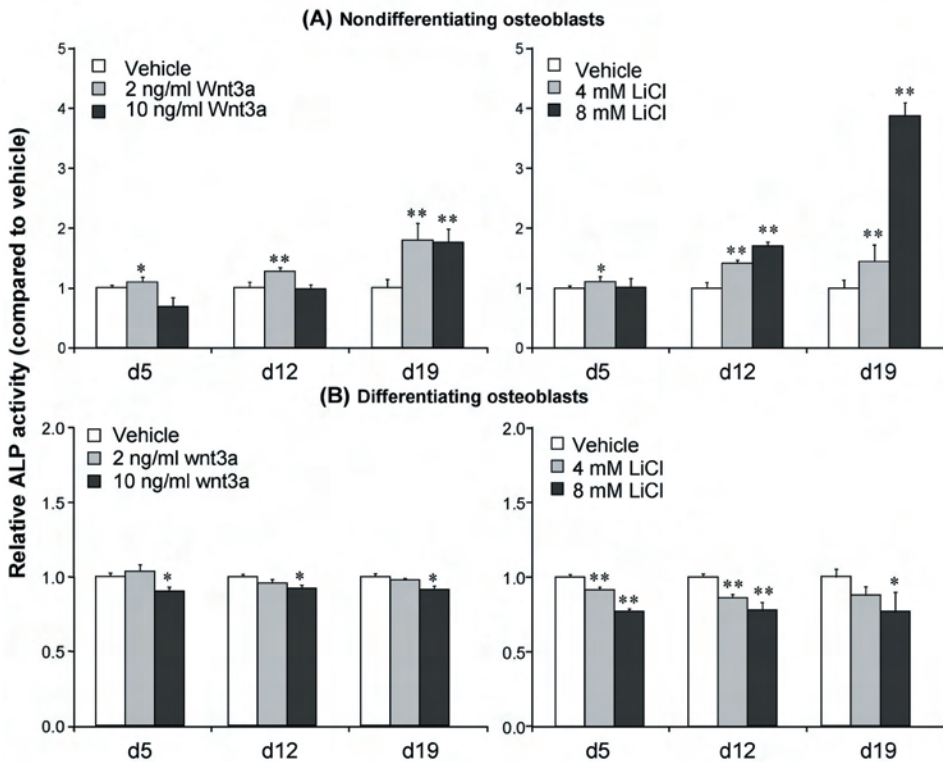 (A) Nondifferentiating osteoblasts
Relative ALP activity (compared to vehicle)
5
4
3
2
1
0
Vehicle
2 ng/ml Wnt3a
10 ng/ml Wnt3a
*
**
**
**
d5
d12
d19
5
4
3
2
1
0
Vehicle
4 mM LiCl
8 mM LiCl
*
**
**
**
**
d5
d12
d19
(B) Differentiating osteoblasts
2.0
1.5
1.0
0.5
0.0
Vehicle
2 ng/ml wnt3a
10 ng/ml wnt3a
*
*
*
d5
d12
d19
2.0
1.5
1.0
0.5
0.0
Vehicle
4 mM LiCl
8 mM LiCl
**
**
**
**
*
d5
d12
d19